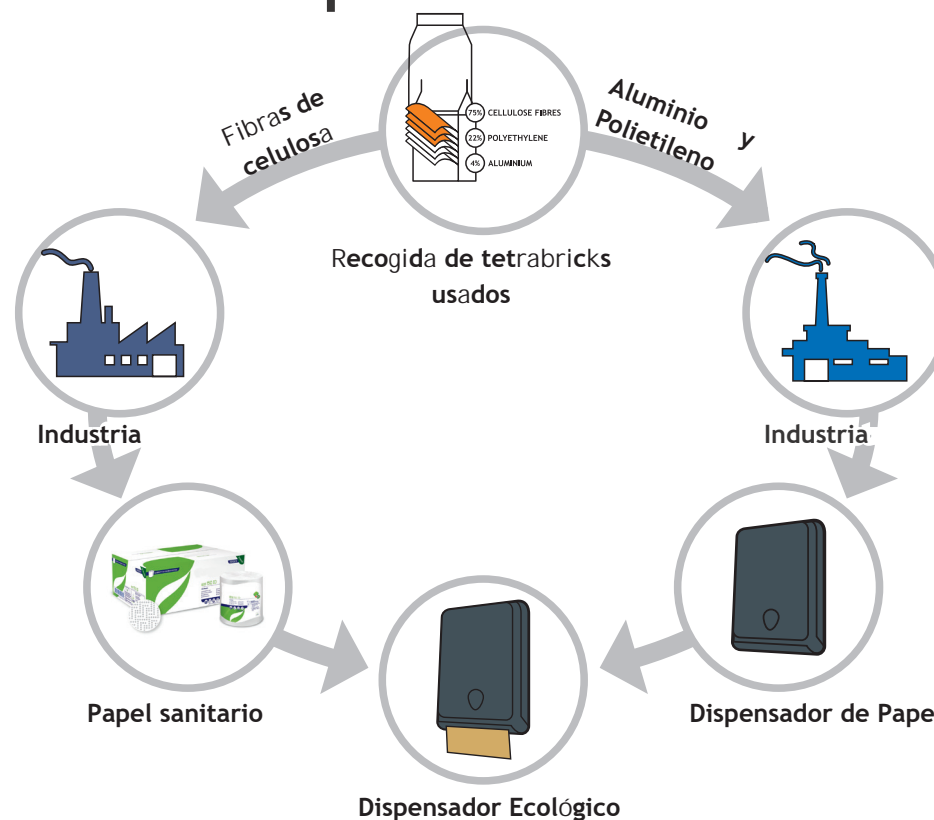 Fibras de
celulosa
Aluminio y
Polietileno
75% CELLULOSE FIBRES
22% POLYETHYLENE
4% ALUMINIUM
Recogida de tetrabricks
usados
Industria
Industria
Papel sanitario
Dispensador de Pape
Dispensador Ecológico